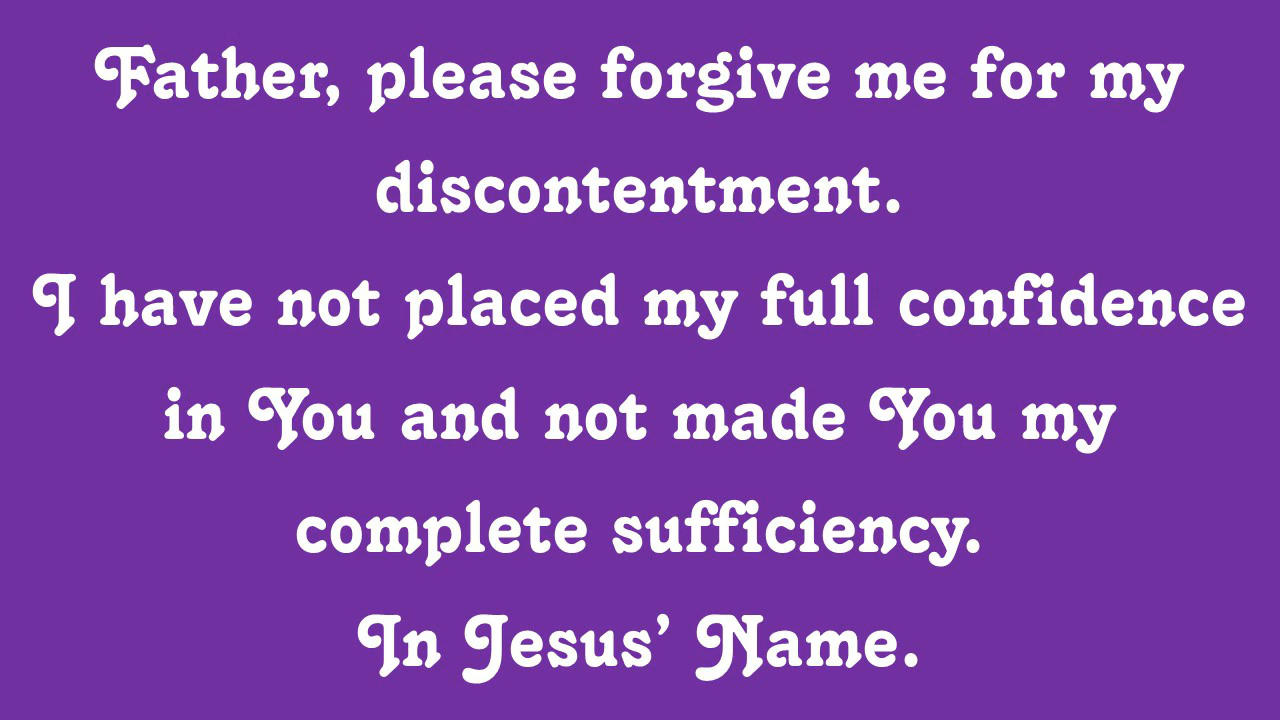 Father, please forgive me for my
discontentment.
I have not placed my full confidence
in You and not made You my
complete sufficiency.
In Jesus’ Name.